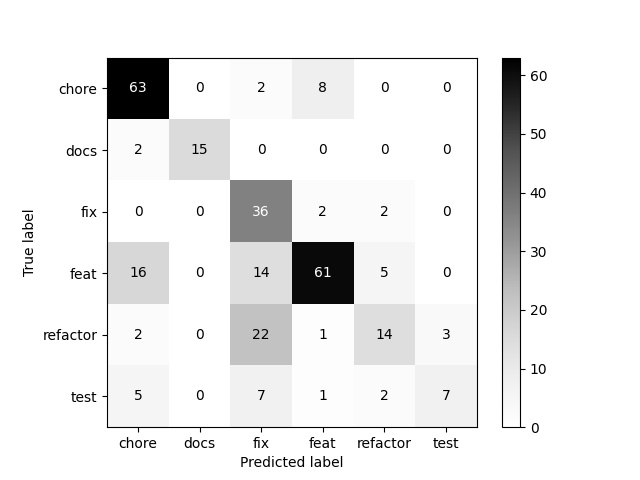 chore 63 0 2 8 0 0
docs 2 15 0 0 0 0
fix 0 0 36 2 2 0
feat 16 0 14 61 5 0
refactor 2 0 22 1 14 3
test 5 0 7 1 2 7
chore docs fix feat refactor test
Predicted label
True label
60
50
40
30
20
10
0